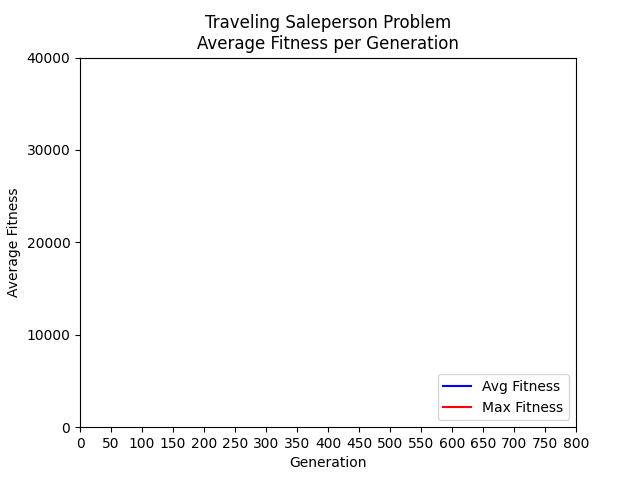 Traveling Saleperson Problem
Average Fitness per Generation
40000
30000
20000
10000
0
Average Fitness
Avg Fitness
Max Fitness
0 50 100 150 200 250 300 350 400 450 500 550 600 650 700 750 800
Generation